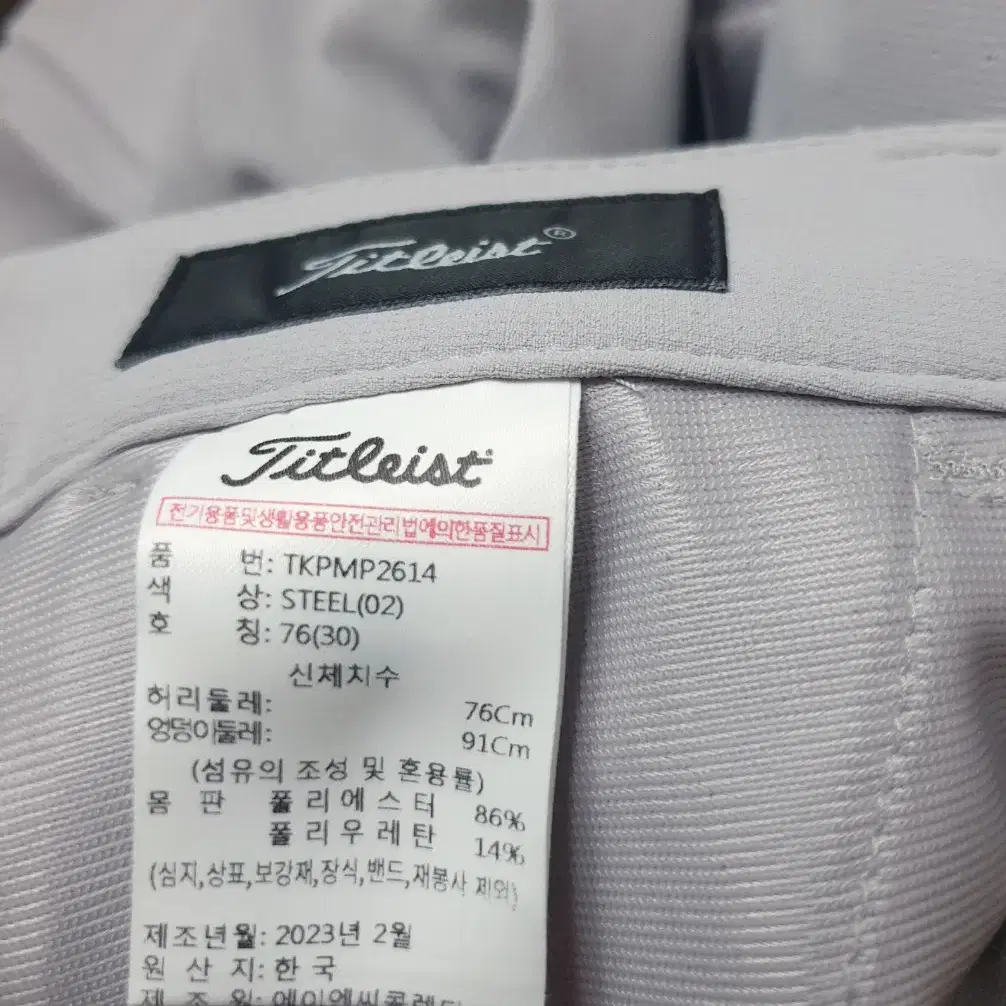 Titleist®
Titleist
전기용품및생활용품안전관리법에의한품질표시
품 번: TKPMP2614
색 상: STEEL(02)
호 칭: 76(30)
신체치수
허리둘레: 76Cm
엉덩이둘레: 91Cm
(섬유의 조성 및 혼용률)
몸 판 폴리에스터 86%
폴리우레탄 14%
(심지,상표,보강재,장식,밴드,재봉사 제외)
제조년월: 2023년 2월
원 산 지: 한 국
제 조 원: